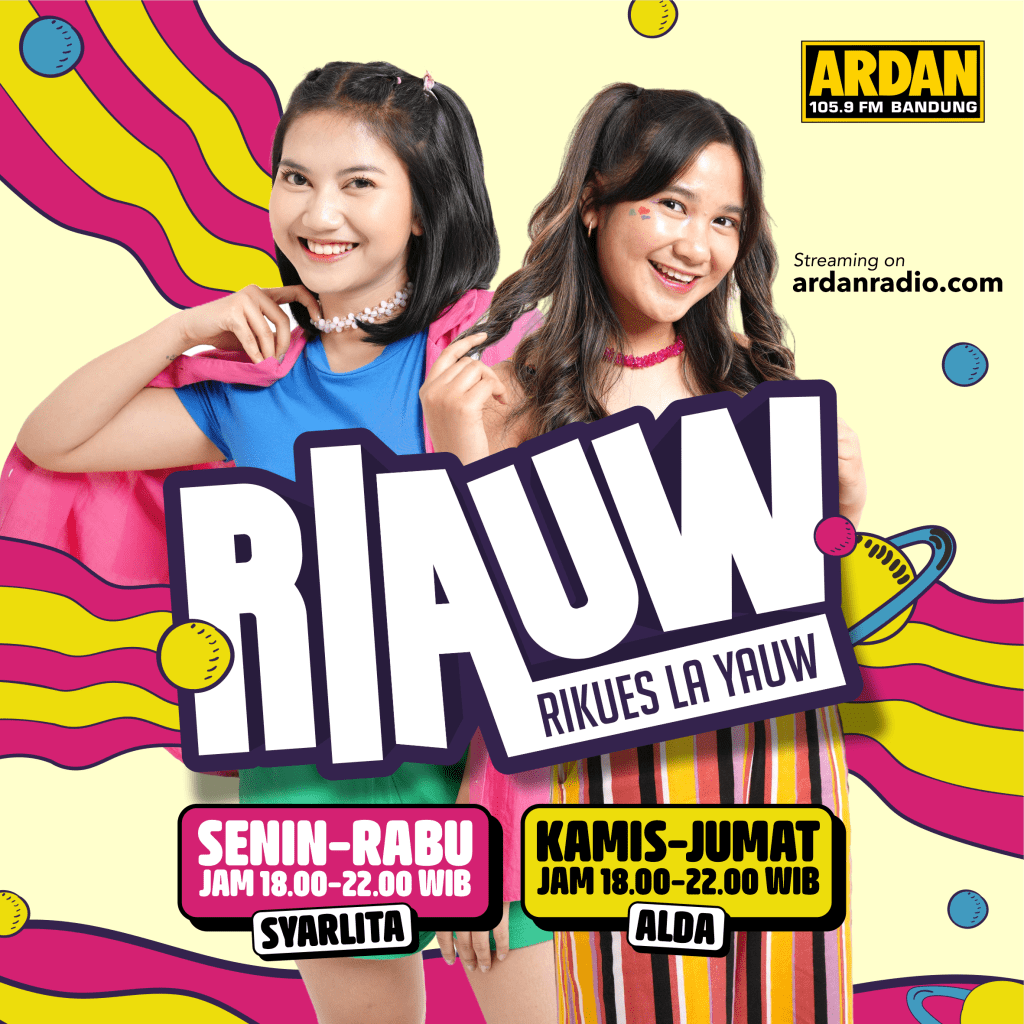 ARDAN
105.9 FM BANDUNG
Streaming on
ardanradio.com
RIAUW
RIKUES LA YAUW
SENIN-RABU
JAM 18.00-22.00 WIB
SYARLITA
KAMIS-JUMAT
JAM 18.00-22.00 WIB
ALDA